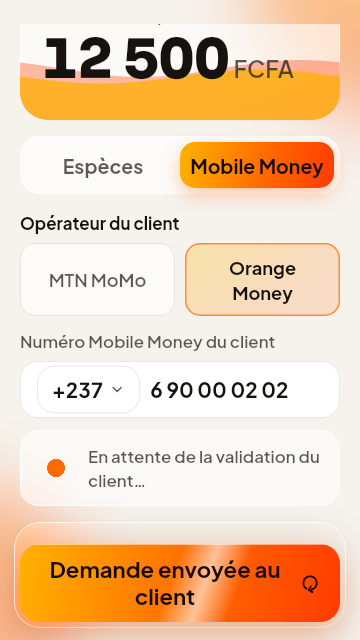 12 500 FCFA
Espèces
Mobile Money
Opérateur du client
MTN MoMo
Orange
Money
Numéro Mobile Money du client
+237
6 90 00 02 02
En attente de la validation du
client…
Demande envoyée au
client